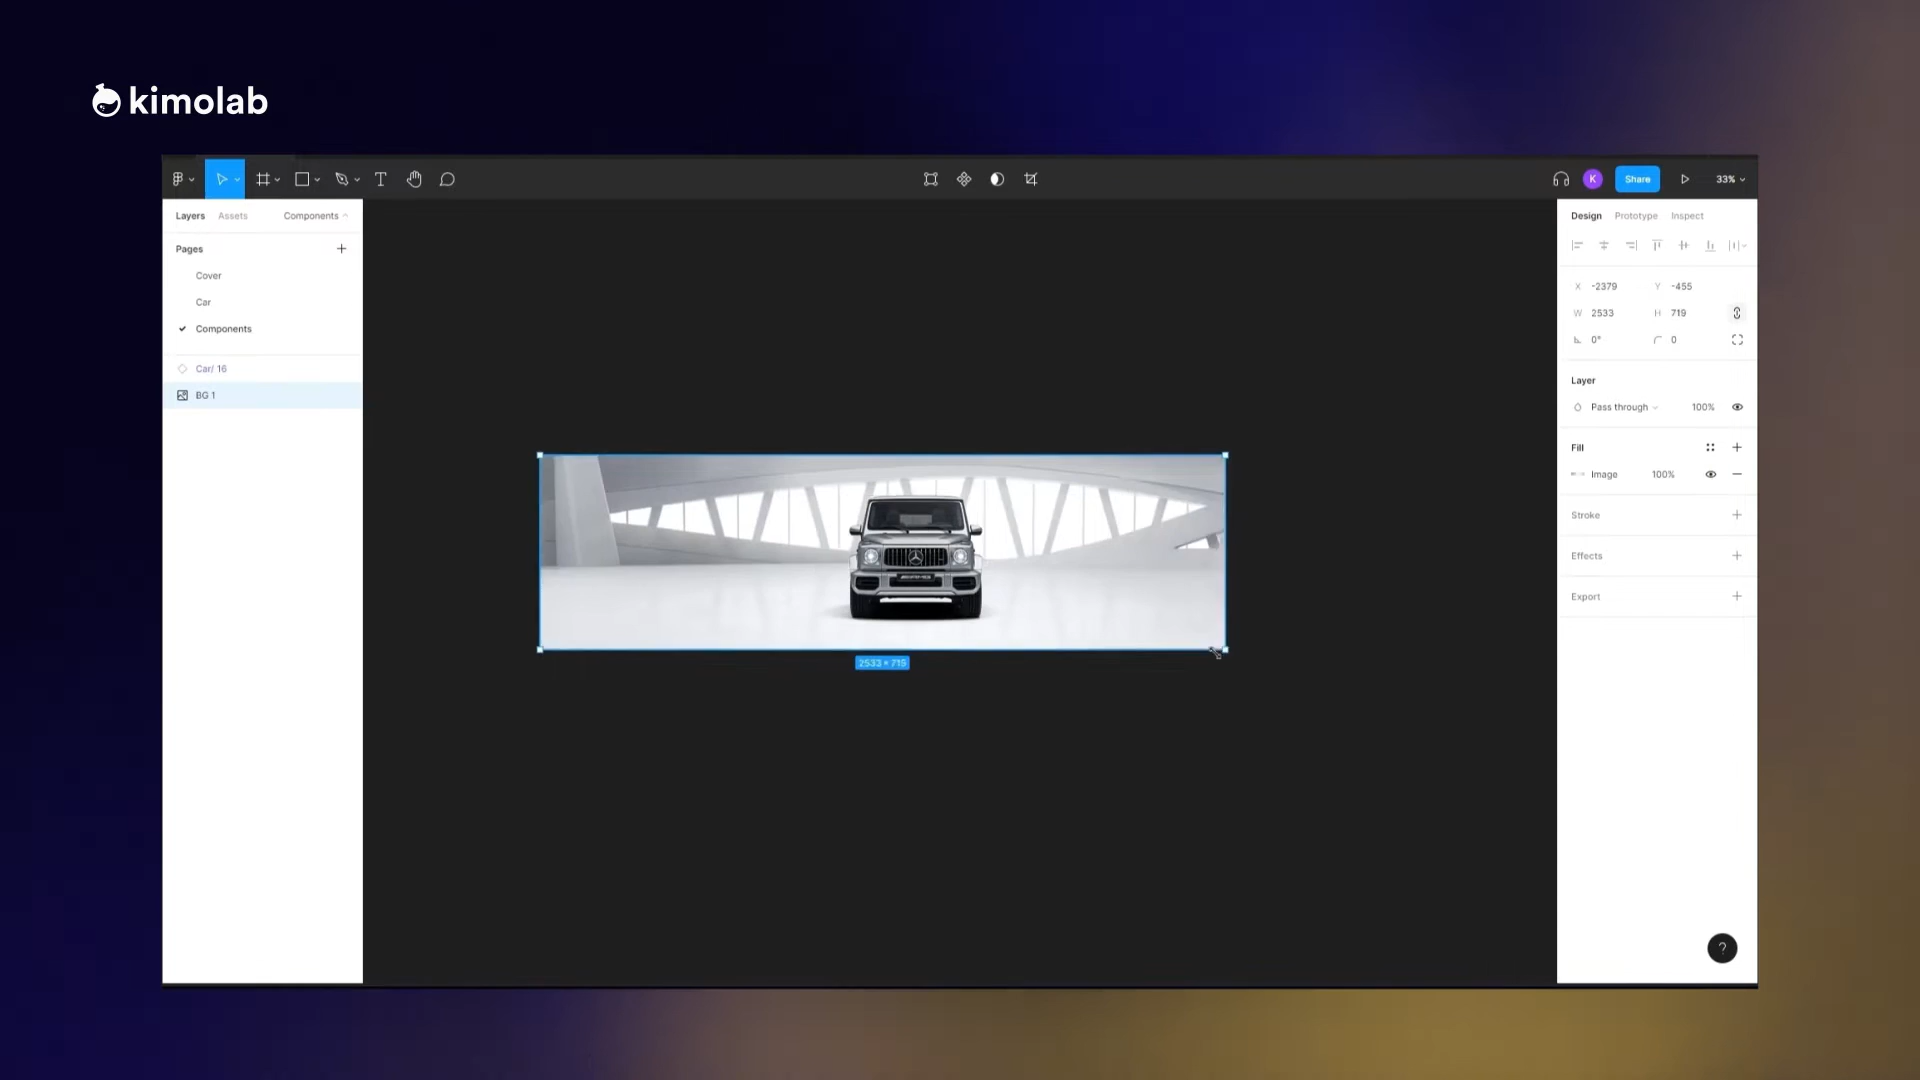 kimolab
K
Share
33%
Layers
Assets
Components
Design
Prototype
Inspect
Pages
Cover
Car
Components
Car/ 16
BG 1
X -2379
Y -455
W 2533
H 719
0°
0
Layer
Pass through
100%
Fill
Image
100%
Stroke
Effects
Export
2533 × 719
?